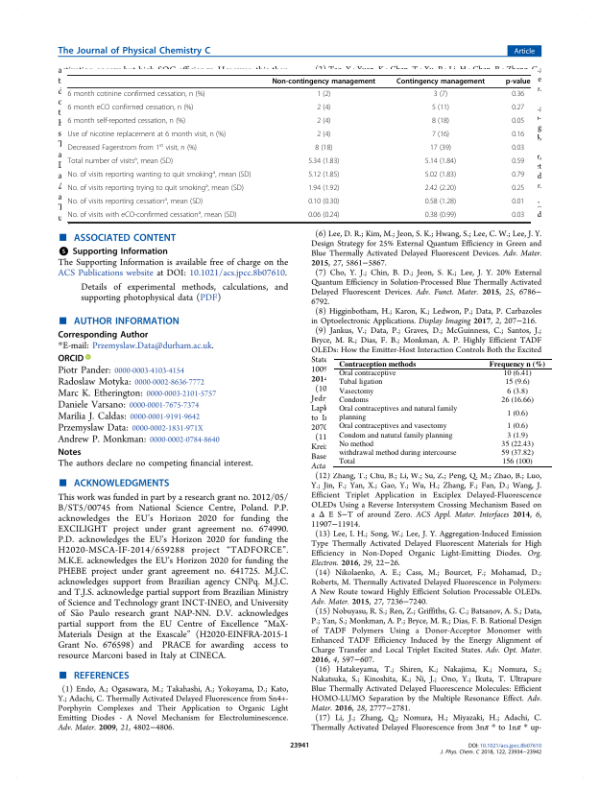 The Journal of Physical Chemistry C
Article
Non-contingency management Contingency management p-value
6 month cotinine confirmed cessation, n (%) 1 (2) 3 (7) 0.36
6 month eCO confirmed cessation, n (%) 2 (4) 5 (11) 0.27
6 month self-reported cessation, n (%) 2 (4) 8 (18) 0.05
Use of nicotine replacement at 6 month visit, n (%) 2 (4) 7 (16) 0.16
Decreased Fagerstrom from 1st visit, n (%) 8 (18) 17 (39) 0.03
Total number of visitsa, mean (SD) 5.34 (1.83) 5.14 (1.84) 0.59
No. of visits reporting wanting to quit smokinga, mean (SD) 5.12 (1.85) 5.02 (1.83) 0.79
No. of visits reporting trying to quit smokinga, mean (SD) 1.94 (1.92) 2.42 (2.20) 0.25
No. of visits reporting cessationa, mean (SD) 0.10 (0.30) 0.58 (1.28) 0.01
No. of visits with eCO-confirmed cessationa, mean (SD) 0.06 (0.24) 0.38 (0.99) 0.03
■ ASSOCIATED CONTENT
S Supporting Information
The Supporting Information is available free of charge on the
ACS Publications website at DOI: 10.1021/acs.jpcc.8b07610.
Details of experimental methods, calculations, and
supporting photophysical data (PDF)
■ AUTHOR INFORMATION
Corresponding Author
*E-mail: Przemyslaw.Data@durham.ac.uk.
ORCID
Piotr Pander: 0000-0003-4103-4154
Radoslaw Motyka: 0000-0002-8636-7772
Marc K. Etherington: 0000-0003-2101-5757
Daniele Varsano: 0000-0001-7675-7374
Marilia J. Caldas: 0000-0001-9191-9642
Przemyslaw Data: 0000-0002-1831-971X
Andrew P. Monkman: 0000-0002-0784-8640
Notes
The authors declare no competing financial interest.
■ ACKNOWLEDGMENTS
This work was funded in part by a research grant no. 2012/05/
B/ST5/00745 from National Science Centre, Poland. P.P.
acknowledges the EU's Horizon 2020 for funding the
EXCILIGHT project under grant agreement no. 674990.
P.D. acknowledges the EU's Horizon 2020 for funding the
H2020-MSCA-IF-2014/659288 project "TADFORCE".
M.K.E. acknowledges the EU's Horizon 2020 for funding the
PHEBE project under grant agreement no. 641725. M.J.C.
acknowledges support from Brazilian agency CNPq. M.J.C.
and T.J.S. acknowledge partial support from Brazilian Ministry
of Science and Technology grant INCT-INEO, and University
of São Paulo research grant NAP-NN. D.V. acknowledges
partial support from the EU Centre of Excellence "MaX-
Materials Design at the Exascale" (H2020-EINFRA-2015-1
Grant No. 676598) and PRACE for awarding access to
resource Marconi based in Italy at CINECA.
■ REFERENCES
(1) Endo, A.; Ogasawara, M.; Takahashi, A.; Yokoyama, D.; Kato,
Y.; Adachi, C. Thermally Activated Delayed Fluorescence from Sn4+-
Porphyrin Complexes and Their Application to Organic Light
Emitting Diodes - A Novel Mechanism for Electroluminescence.
Adv. Mater. 2009, 21, 4802−4806.
(6) Lee, D. R.; Kim, M.; Jeon, S. K.; Hwang, S.; Lee, C. W.; Lee, J. Y.
Design Strategy for 25% External Quantum Efficiency in Green and
Blue Thermally Activated Delayed Fluorescent Devices. Adv. Mater.
2015, 27, 5861−5867.
(7) Cho, Y. J.; Chin, B. D.; Jeon, S. K.; Lee, J. Y. 20% External
Quantum Efficiency in Solution-Processed Blue Thermally Activated
Delayed Fluorescent Devices. Adv. Funct. Mater. 2015, 25, 6786−
6792.
(8) Higginbotham, H.; Karon, K.; Ledwon, P.; Data, P. Carbazoles
in Optoelectronic Applications. Display Imaging 2017, 2, 207−216.
(9) Jankus, V.; Data, P.; Graves, D.; McGuinness, C.; Santos, J.;
Bryce, M. R.; Dias, F. B.; Monkman, A. P. Highly Efficient TADF
OLEDs: How the Emitter-Host Interaction Controls Both the Excited
Contraception methods Frequency n (%)
Oral contraceptive 10 (6.41)
Tubal ligation 15 (9.6)
Vasectomy 6 (3.8)
Condoms 26 (16.66)
Oral contraceptives and natural family
planning 1 (0.6)
Oral contraceptives and vasectomy 1 (0.6)
Condom and natural family planning 3 (1.9)
No method 35 (22.43)
withdrawal method during intercourse 59 (37.82)
Total 156 (100)
(12) Zhang, T.; Chu, B.; Li, W.; Su, Z.; Peng, Q. M.; Zhao, B.; Luo,
Y.; Jin, F.; Yan, X.; Gao, Y.; Wu, H.; Zhang, F.; Fan, D.; Wang, J.
Efficient Triplet Application in Exciplex Delayed-Fluorescence
OLEDs Using a Reverse Intersystem Crossing Mechanism Based on
a Δ E S−T of around Zero. ACS Appl. Mater. Interfaces 2014, 6,
11907−11914.
(13) Lee, I. H.; Song, W.; Lee, J. Y. Aggregation-Induced Emission
Type Thermally Activated Delayed Fluorescent Materials for High
Efficiency in Non-Doped Organic Light-Emitting Diodes. Org.
Electron. 2016, 29, 22−26.
(14) Nikolaenko, A. E.; Cass, M.; Bourcet, F.; Mohamad, D.;
Roberts, M. Thermally Activated Delayed Fluorescence in Polymers:
A New Route toward Highly Efficient Solution Processable OLEDs.
Adv. Mater. 2015, 27, 7236−7240.
(15) Nobuyasu, R. S.; Ren, Z.; Griffiths, G. C.; Batsanov, A. S.; Data,
P.; Yan, S.; Monkman, A. P.; Bryce, M. R.; Dias, F. B. Rational Design
of TADF Polymers Using a Donor-Acceptor Monomer with
Enhanced TADF Efficiency Induced by the Energy Alignment of
Charge Transfer and Local Triplet Excited States. Adv. Opt. Mater.
2016, 4, 597−607.
(16) Hatakeyama, T.; Shiren, K.; Nakajima, K.; Nomura, S.;
Nakatsuka, S.; Kinoshita, K.; Ni, J.; Ono, Y.; Ikuta, T. Ultrapure
Blue Thermally Activated Delayed Fluorescence Molecules: Efficient
HOMO-LUMO Separation by the Multiple Resonance Effect. Adv.
Mater. 2016, 28, 2777−2781.
(17) Li, J.; Zhang, Q.; Nomura, H.; Miyazaki, H.; Adachi, C.
Thermally Activated Delayed Fluorescence from 3nπ * to 1nπ * up-
23941
DOI: 10.1021/acs.jpcc.8b07610
J. Phys. Chem. C 2018, 122, 23934−23942